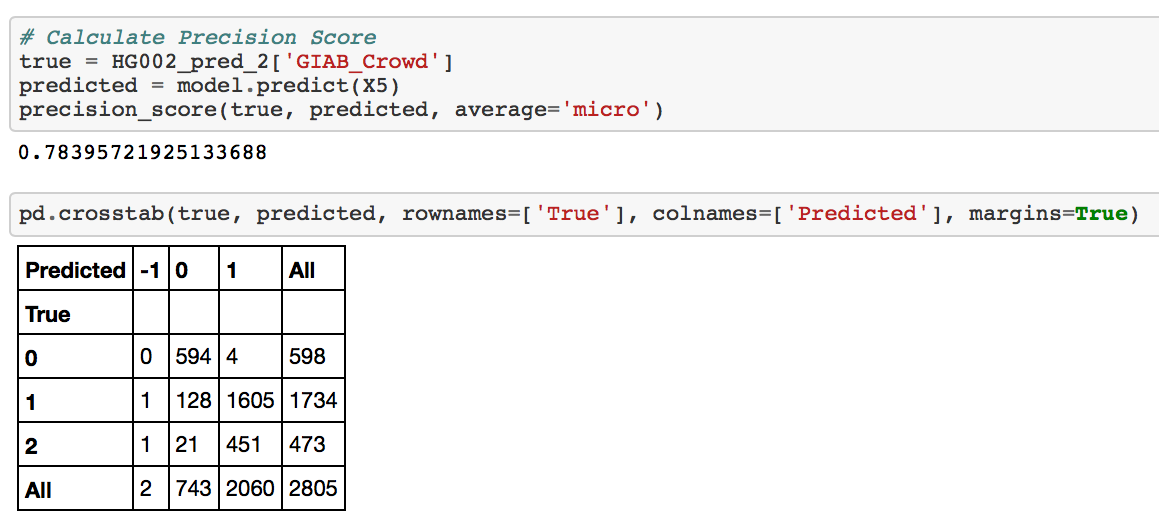 # Calculate Precision Score
true = HG002_pred_2['GIAB_Crowd']
predicted = model.predict(X5)
precision_score(true, predicted, average='micro')
0.78395721925133688
pd.crosstab(true, predicted, rownames=['True'], colnames=['Predicted'], margins=True)
Predicted -1 0 1 All
True
0 0 594 4 598
1 1 128 1605 1734
2 1 21 451 473
All 2 743 2060 2805